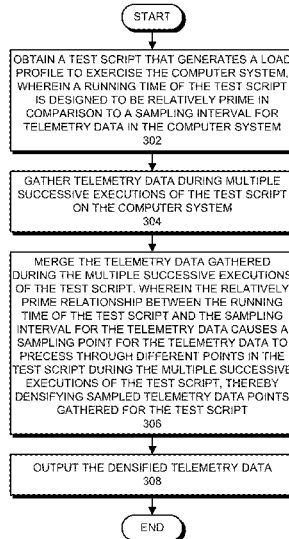 START
OBTAIN A TEST SCRIPT THAT GENERATES A LOAD
PROFILE TO EXERCISE THE COMPUTER SYSTEM,
WHEREIN A RUNNING TIME OF THE TEST SCRIPT
IS DESIGNED TO BE RELATIVELY PRIME IN
COMPARISON TO A SAMPLING INTERVAL FOR
TELEMETRY DATA IN THE COMPUTER SYSTEM
302
GATHER TELEMETRY DATA DURING MULTIPLE
SUCCESSIVE EXECUTIONS OF THE TEST SCRIPT
ON THE COMPUTER SYSTEM
304
MERGE THE TELEMETRY DATA GATHERED
DURING THE MULTIPLE SUCCESSIVE EXECUTIONS
OF THE TEST SCRIPT, WHEREIN THE RELATIVELY
PRIME RELATIONSHIP BETWEEN THE RUNNING
TIME OF THE TEST SCRIPT AND THE SAMPLING
INTERVAL FOR THE TELEMETRY DATA CAUSES A
SAMPLING POINT FOR THE TELEMETRY DATA TO
PRECESS THROUGH DIFFERENT POINTS IN THE
TEST SCRIPT DURING THE MULTIPLE SUCCESSIVE
EXECUTIONS OF THE TEST SCRIPT, THEREBY
DENSIFYING SAMPLED TELEMETRY DATA POINTS
GATHERED FOR THE TEST SCRIPT
306
OUTPUT THE DENSIFIED TELEMETRY DATA
308
END